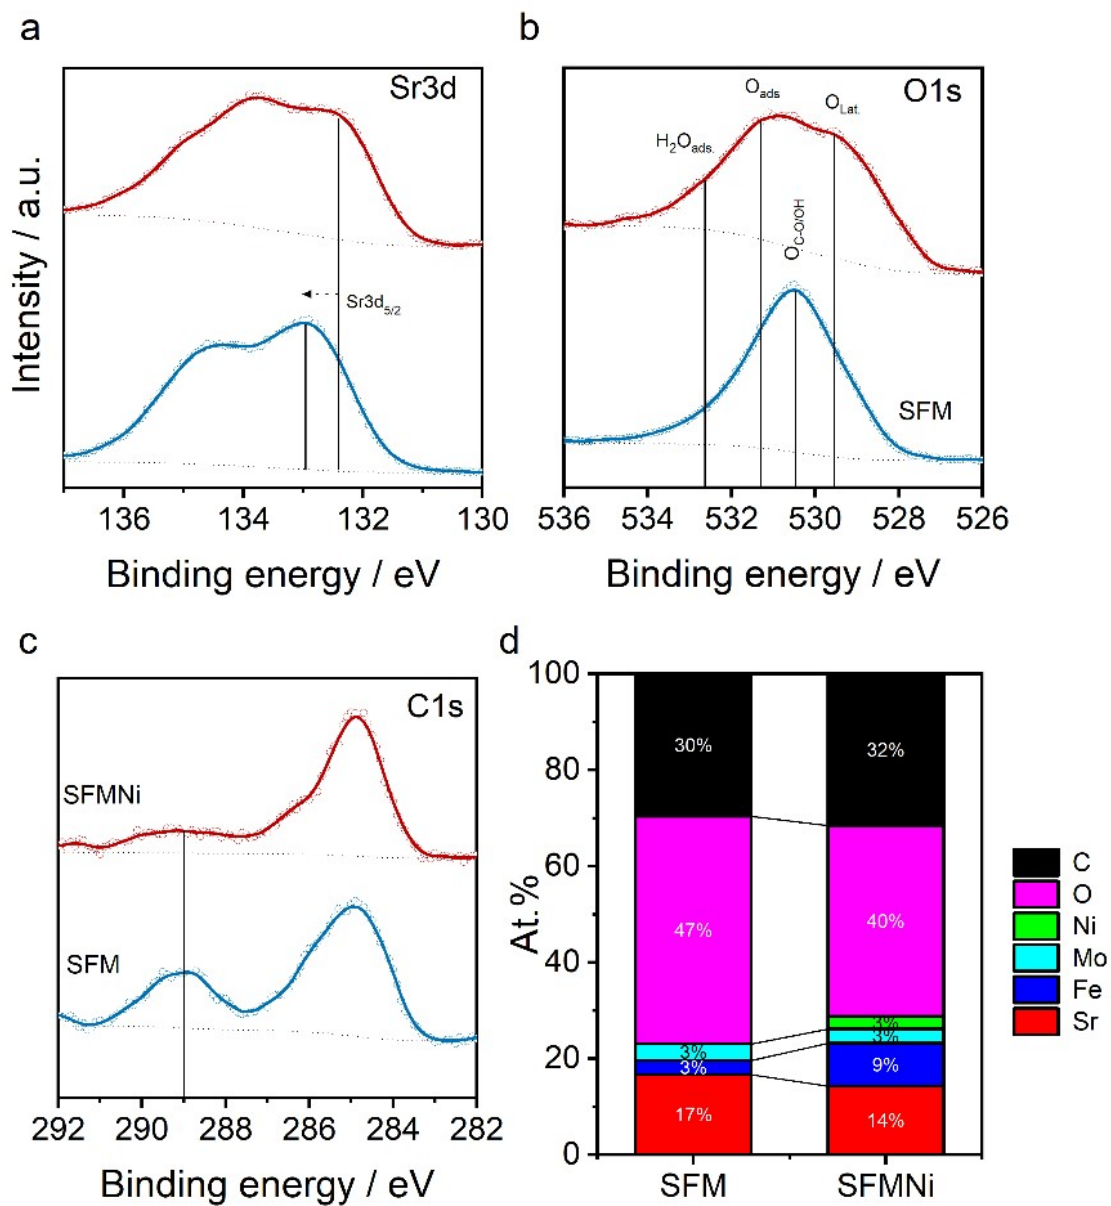 a
Sr3d
Sr3d5/2
Intensity / a.u.
136
134
132
130
Binding energy / eV
b
O1s
Oads
OLat.
H2Oads.
OC-O/OH
SFM
536
534
532
530
528
526
Binding energy / eV
c
C1s
SFMNi
SFM
292
290
288
286
284
282
Binding energy / eV
d
100
80
60
40
20
0
At.%
30%
47%
3%
3%
17%
32%
40%
3%
3%
9%
14%
SFM
SFMNi
C
O
Ni
Mo
Fe
Sr